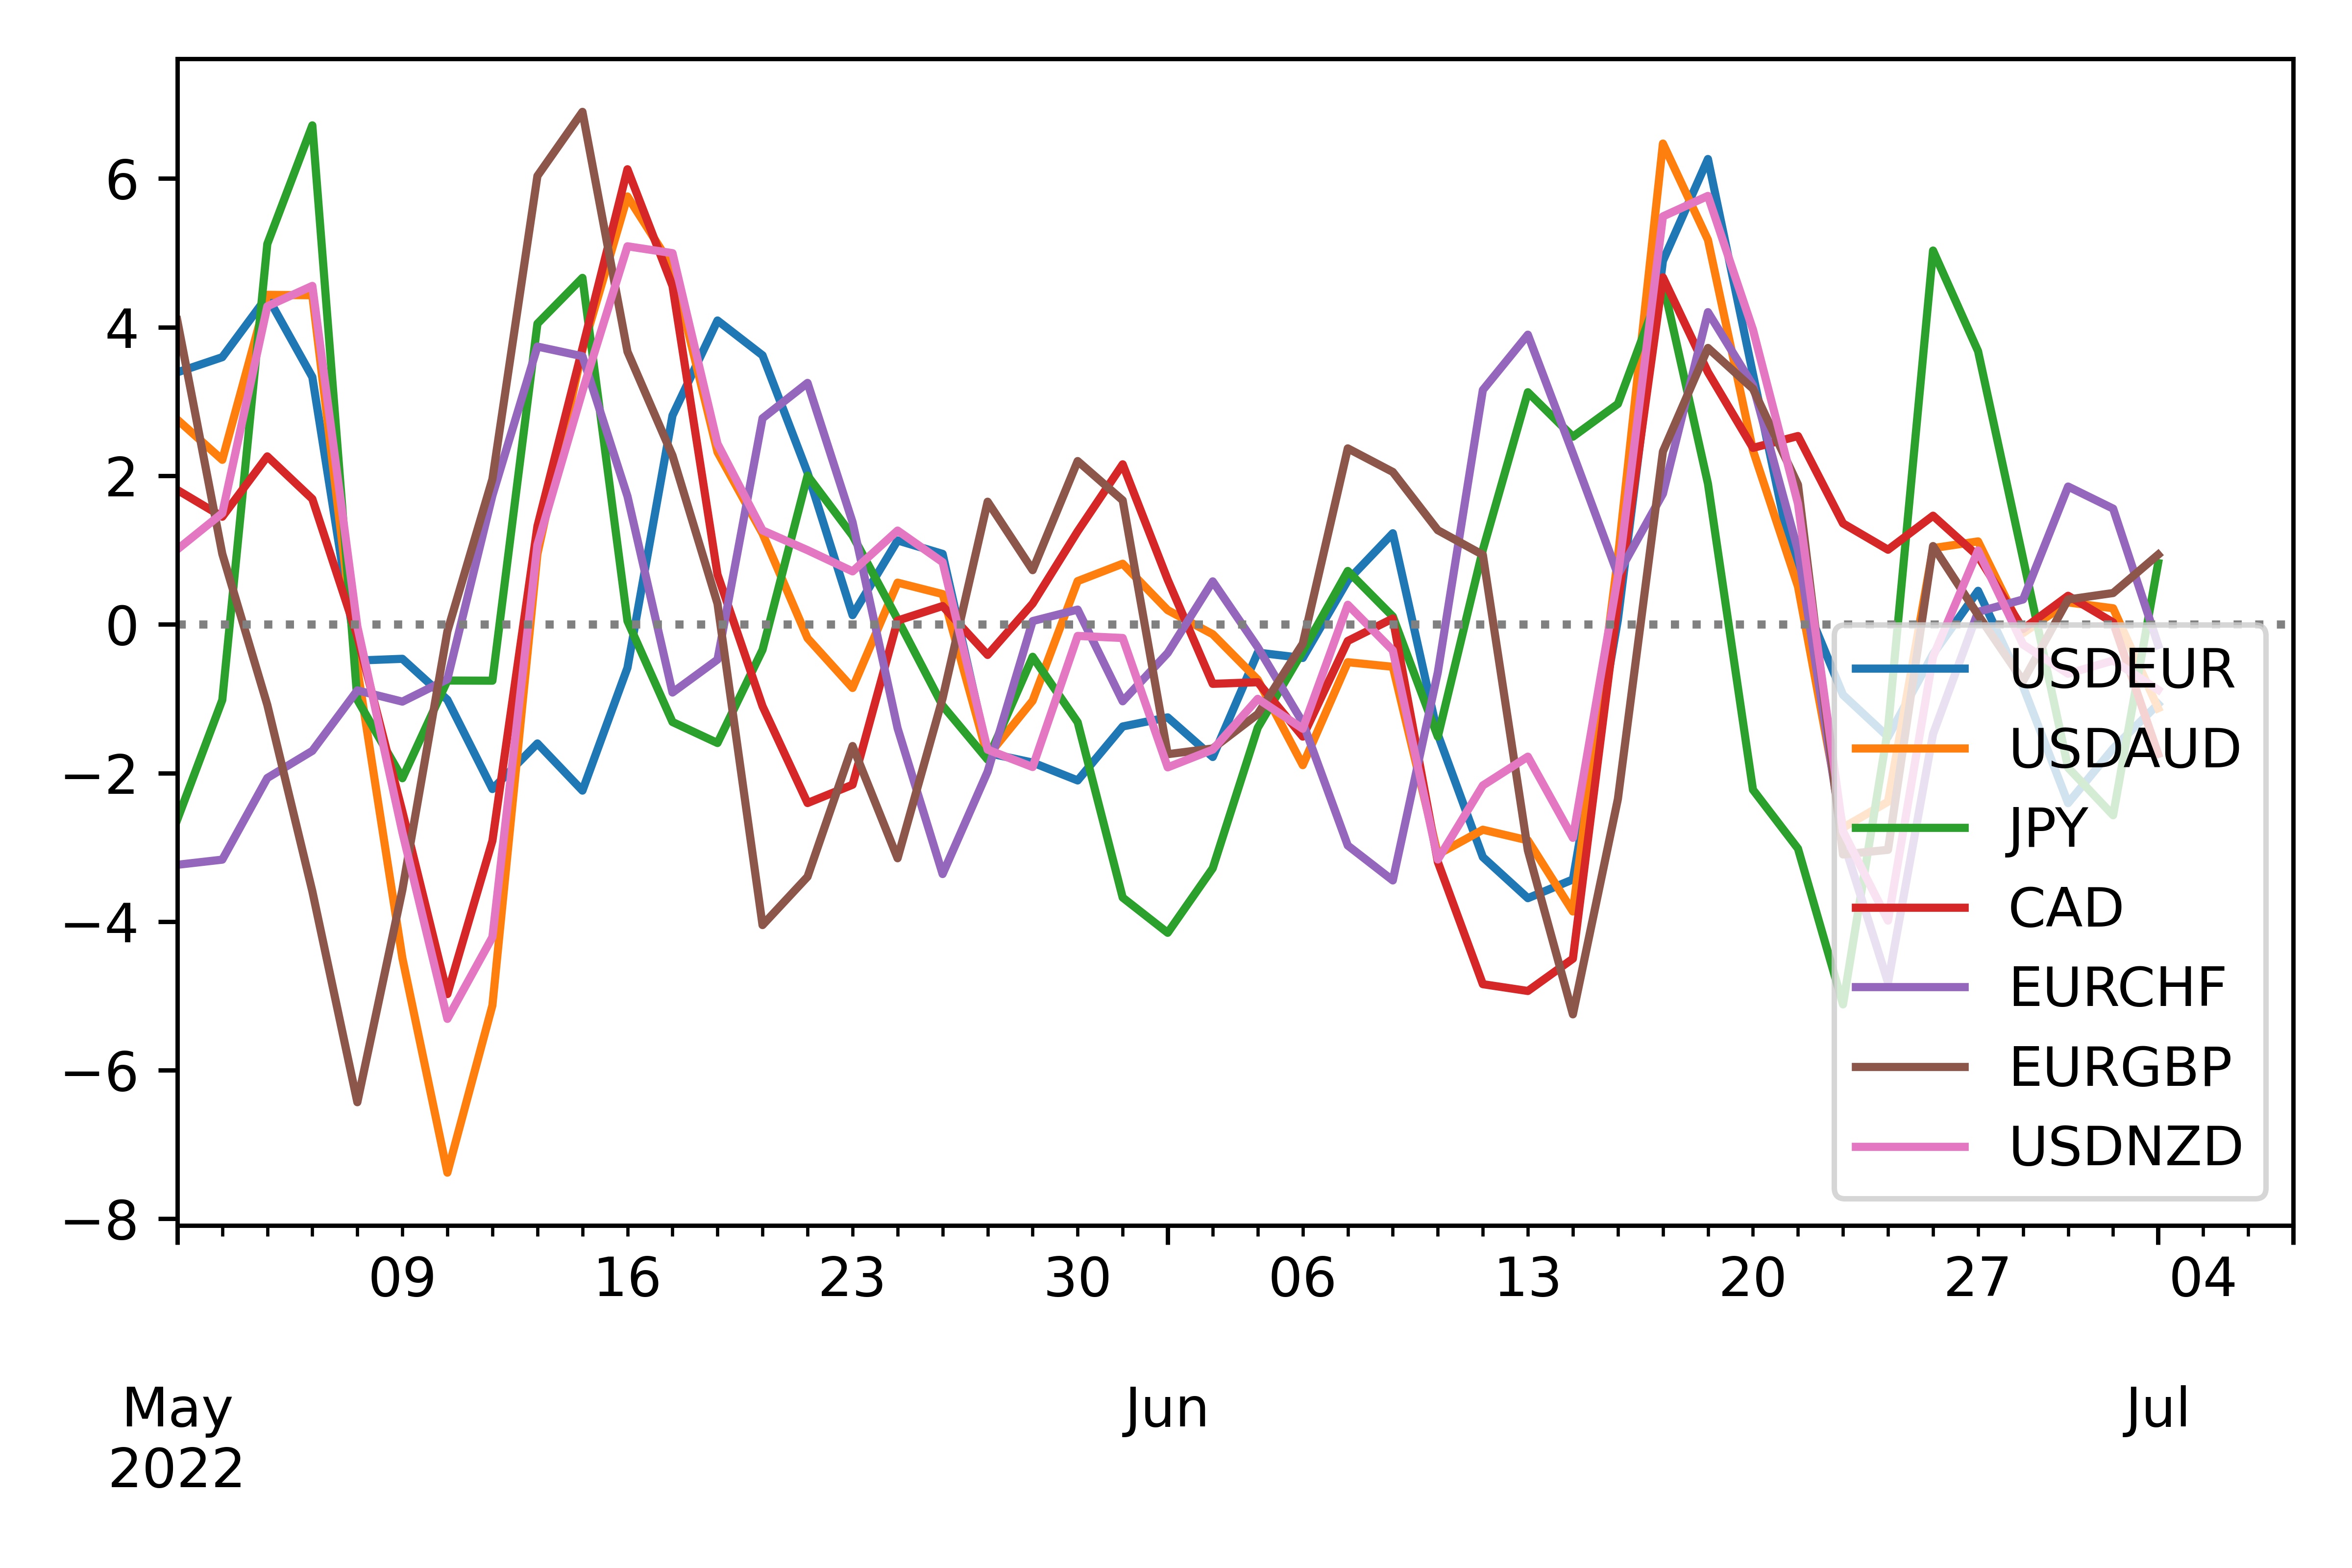 6
4
2
0
−2
−4
−6
−8
USDEUR
USDAUD
JPY
CAD
EURCHF
EURGBP
USDNZD
09 16 23 30 06 13 20 27 04
May Jun Jul
2022